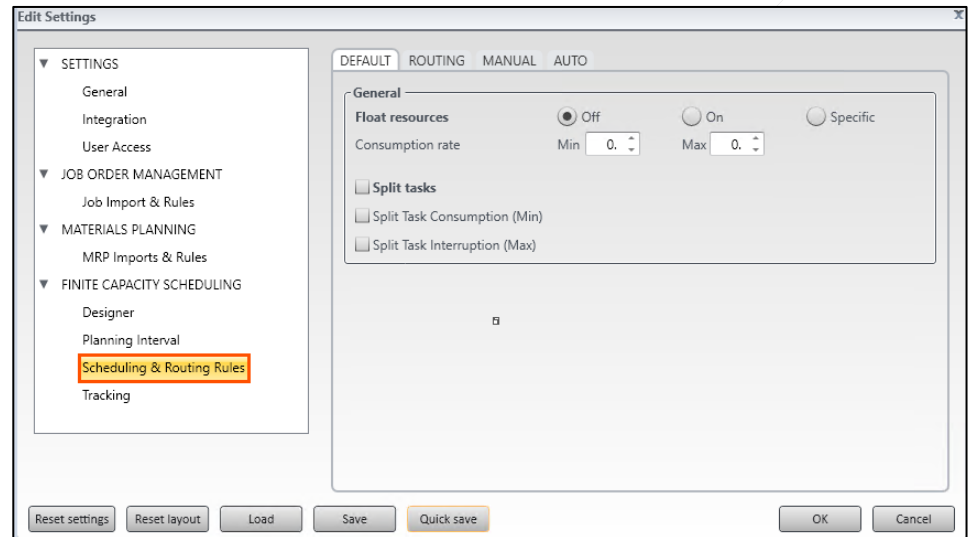 Edit Settings
SETTINGS
General
Integration
User Access
JOB ORDER MANAGEMENT
Job Import & Rules
MATERIALS PLANNING
MRP Imports & Rules
FINITE CAPACITY SCHEDULING
Designer
Planning Interval
Scheduling & Routing Rules
Tracking
DEFAULT ROUTING MANUAL AUTO
General
Float resources Off On Specific
Consumption rate Min 0. Max 0.
Split tasks
Split Task Consumption (Min)
Split Task Interruption (Max)
Reset settings Reset layout Load Save Quick save OK Cancel